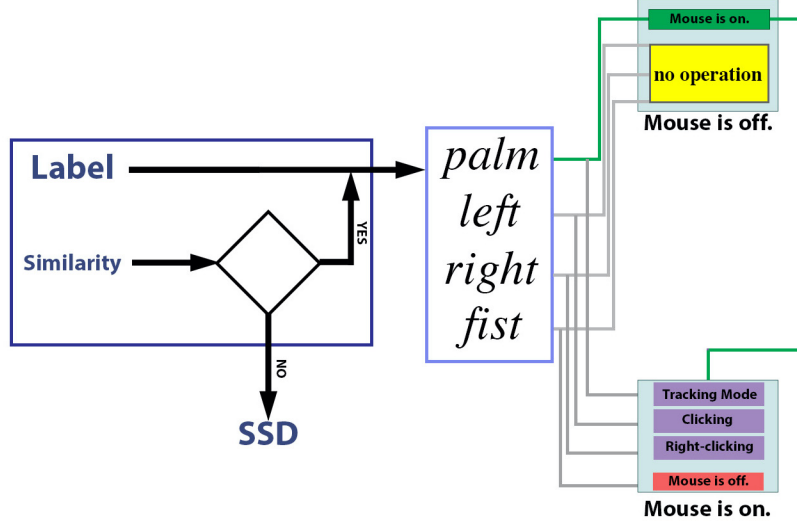 Label
Similarity
YES
NO
SSD
palm
left
right
fist
Mouse is on.
no operation
Mouse is off.
Tracking Mode
Clicking
Right-clicking
Mouse is off.
Mouse is on.